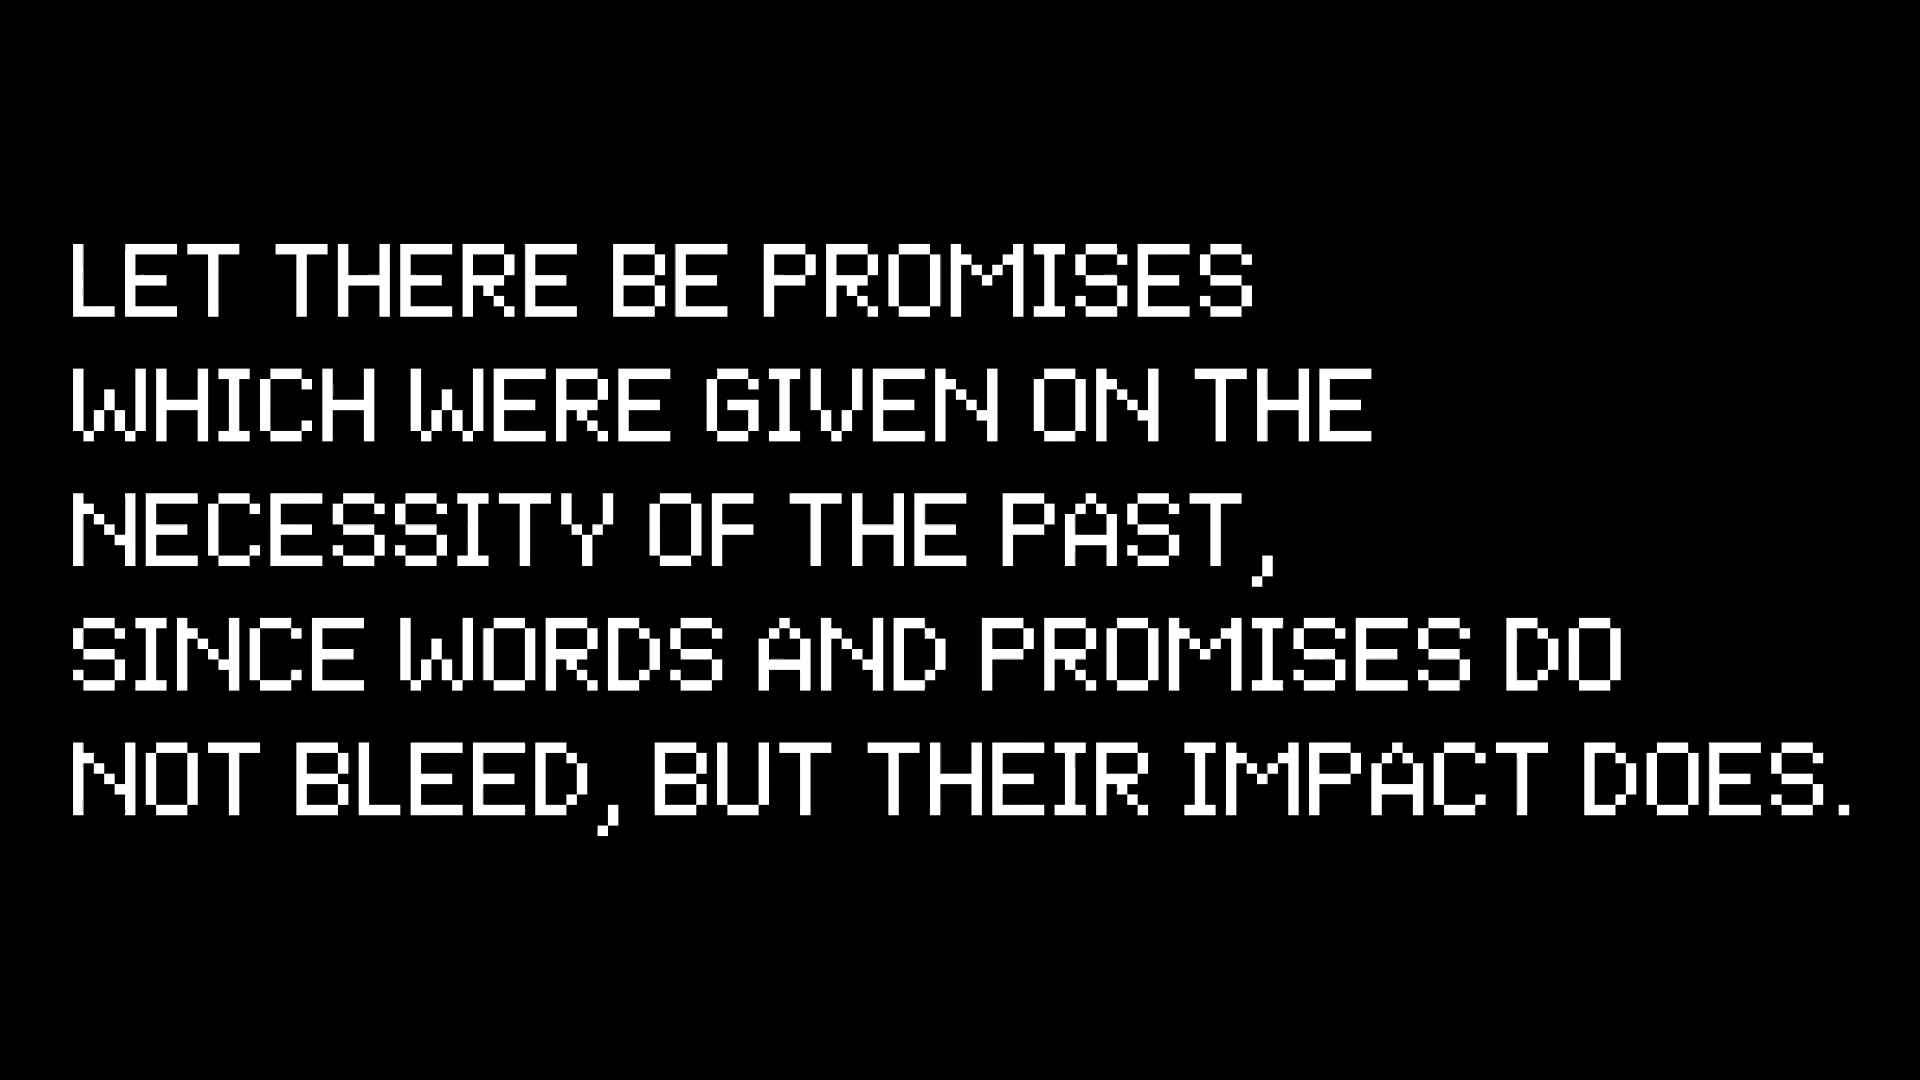 LET THERE BE PROMISES
WHICH WERE GIVEN ON THE
NECESSITY OF THE PAST,
SINCE WORDS AND PROMISES DO
NOT BLEED, BUT THEIR IMPACT DOES.